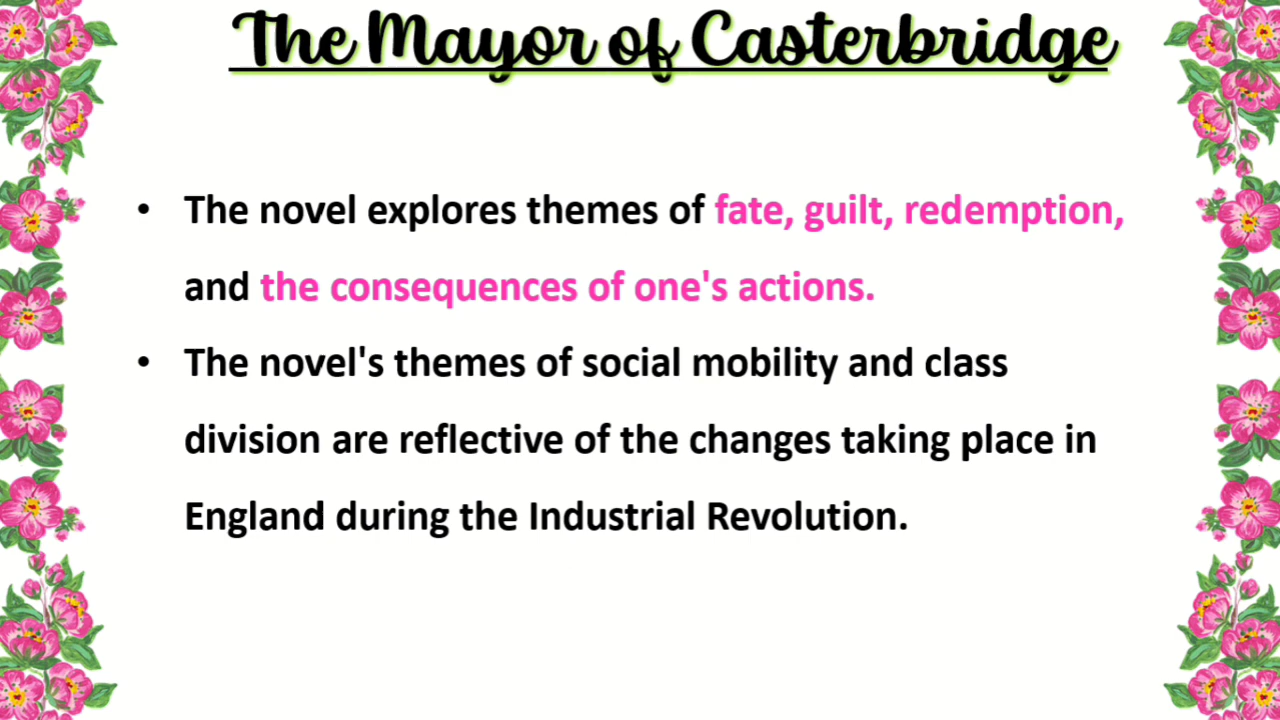 The Mayor of Casterbridge
• The novel explores themes of fate, guilt, redemption,
and the consequences of one's actions.
• The novel's themes of social mobility and class
division are reflective of the changes taking place in
England during the Industrial Revolution.